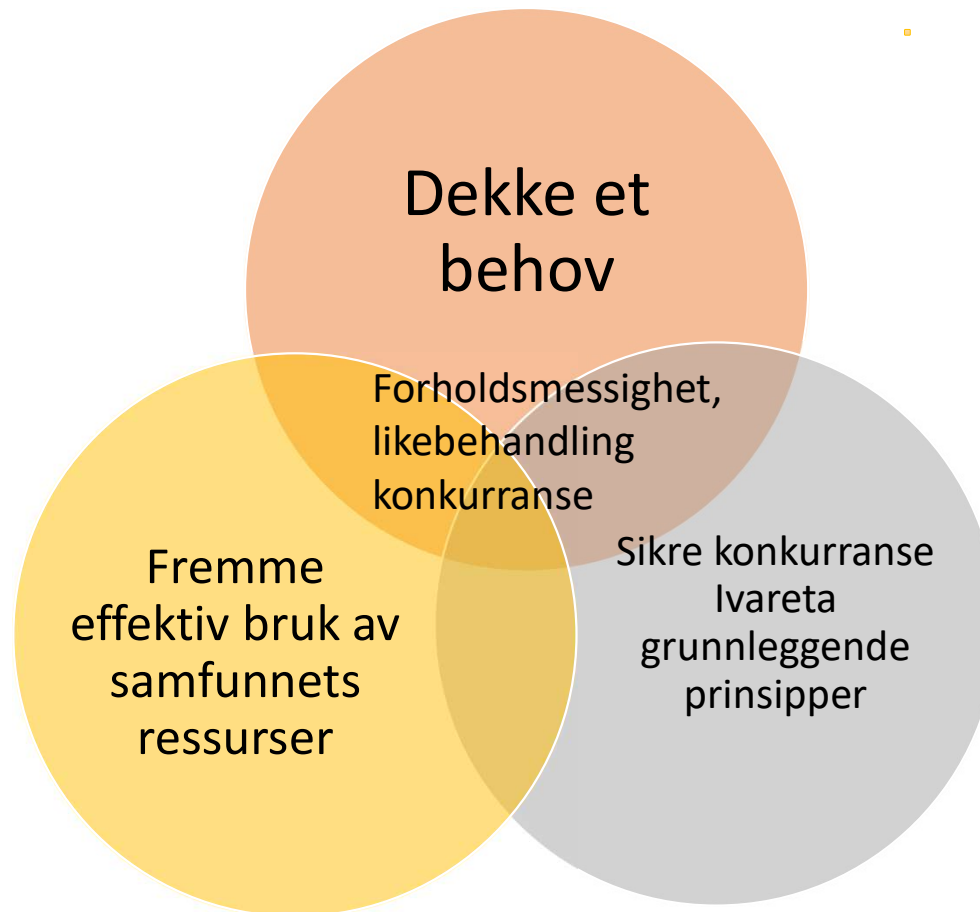 Dekke et
behov
Forholdsmessighet,
likebehandling
konkurranse
Fremme
effektiv bruk av
samfunnets
ressurser
Sikre konkurranse
Ivareta
grunnleggende
prinsipper